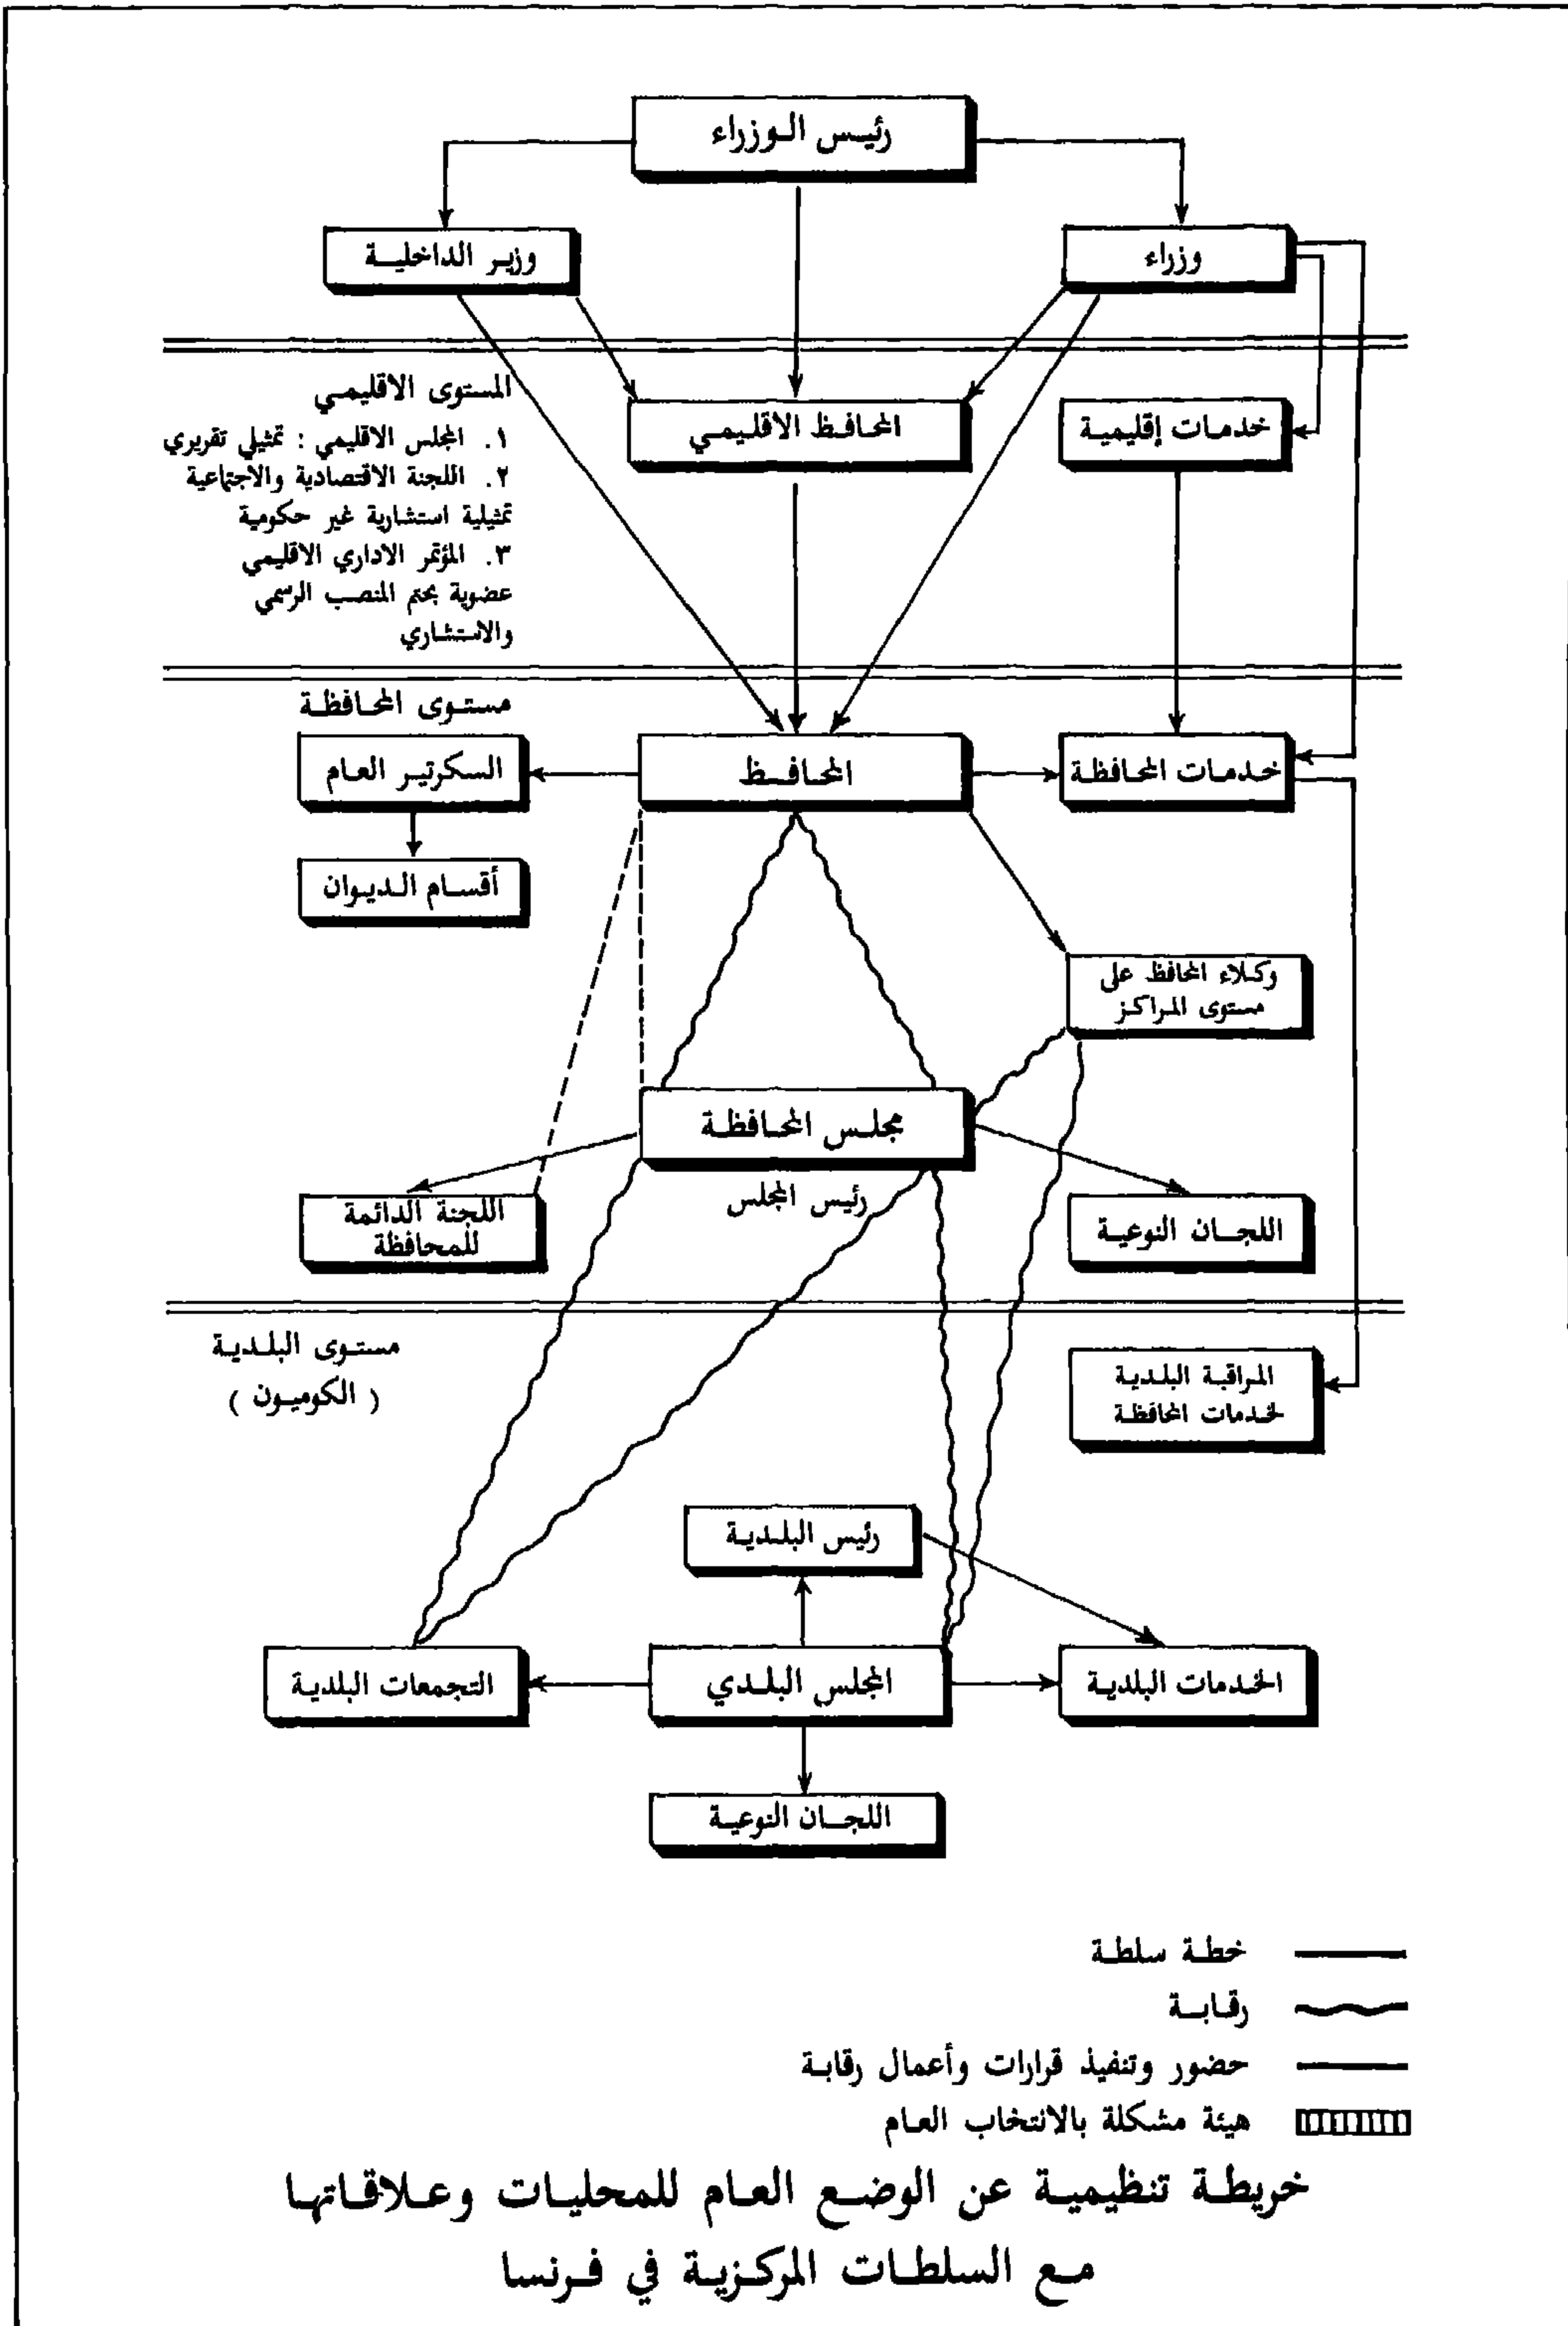 رئيس الوزراء
وزراء
وزير الداخلية
المستوى الاقليمي
١. المجلس الاقليمي : تمثيلي تقريري
٢. اللجنة الاقتصادية والاجتماعية
تمثيلية استشارية غير حكومية
٣. المؤتمر الاداري الاقليمي
عضوية بحتم المنصب الرسمي
والاستشاري
خدمات إقليمية
المحافظ الاقليمي
مستوى المحافظة
خدمات المحافظة
المحافظ
السكرتير العام
أقسام الديوان
وكلاء المحافظ على
مستوى المراكز
مجلس المحافظة
رئيس المجلس
اللجان النوعية
اللجنة الدائمة
للمحافظة
مستوى البلدية
( الكوميون )
المراقبة البلدية
لخدمات المحافظة
رئيس البلدية
الخدمات البلدية
المجلس البلدي
التجمعات البلدية
اللجان النوعية
خطة سلطة
رقابة
حضور وتنفيذ قرارات وأعمال رقابة
هيئة مشكلة بالانتخاب العام
خريطة تنظيمية عن الوضع العام للمحليات وعلاقاتها
مع السلطات المركزية في فرنسا